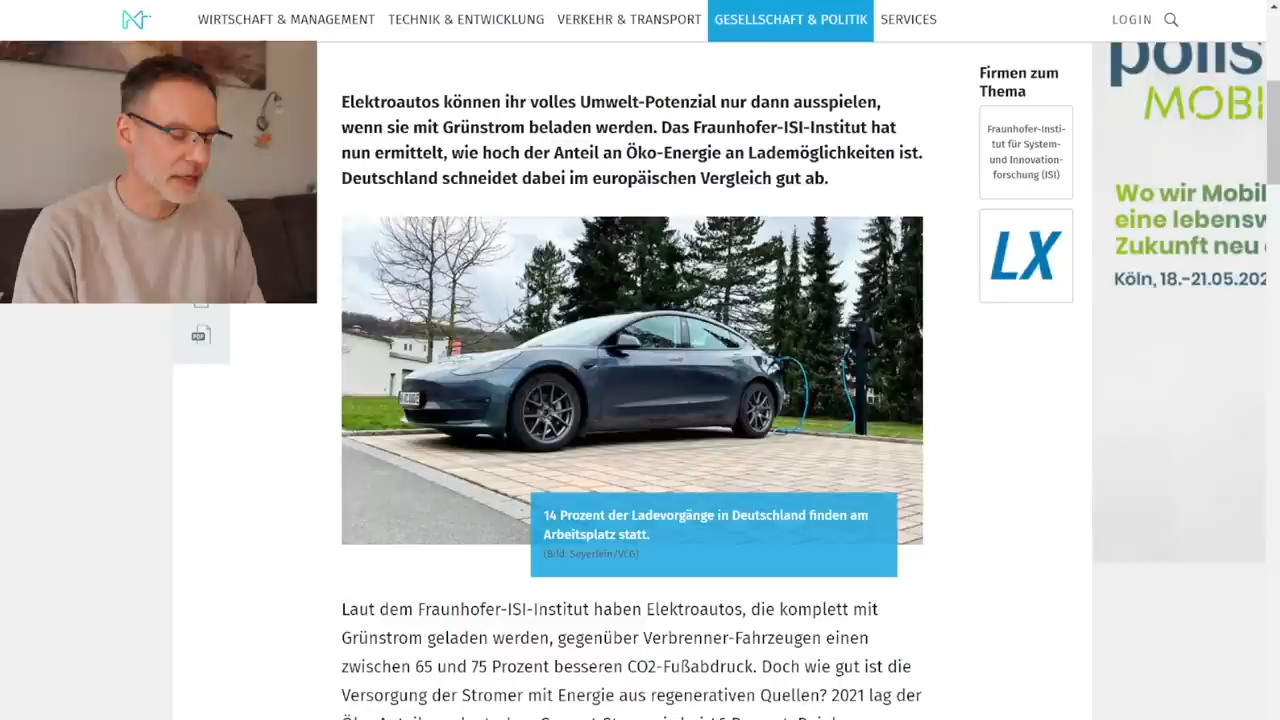 WIRTSCHAFT & MANAGEMENT TECHNIK & ENTWICKLUNG VERKEHR & TRANSPORT GESELLSCHAFT & POLITIK SERVICES LOGIN
Elektroautos können ihr volles Umwelt-Potenzial nur dann ausspielen,
wenn sie mit Grünstrom beladen werden. Das Fraunhofer-ISI-Institut hat
nun ermittelt, wie hoch der Anteil an Öko-Energie an Lademöglichkeiten ist.
Deutschland schneidet dabei im europäischen Vergleich gut ab.
PDF
14 Prozent der Ladevorgänge in Deutschland finden am
Arbeitsplatz statt.
(Bild: Seyerlein/VCG)
Laut dem Fraunhofer-ISI-Institut haben Elektroautos, die komplett mit
Grünstrom geladen werden, gegenüber Verbrenner-Fahrzeugen einen
zwischen 65 und 75 Prozent besseren CO2-Fußabdruck. Doch wie gut ist die
Versorgung der Stromer mit Energie aus regenerativen Quellen? 2021 lag der
Firmen zum
Thema
Fraunhofer-Insti-
tut für System-
und Innovation-
forschung (ISI)
LX
polis
MOBI
Wo wir Mobil
eine lebensw
Zukunft neu
Köln, 18.-21.05.202